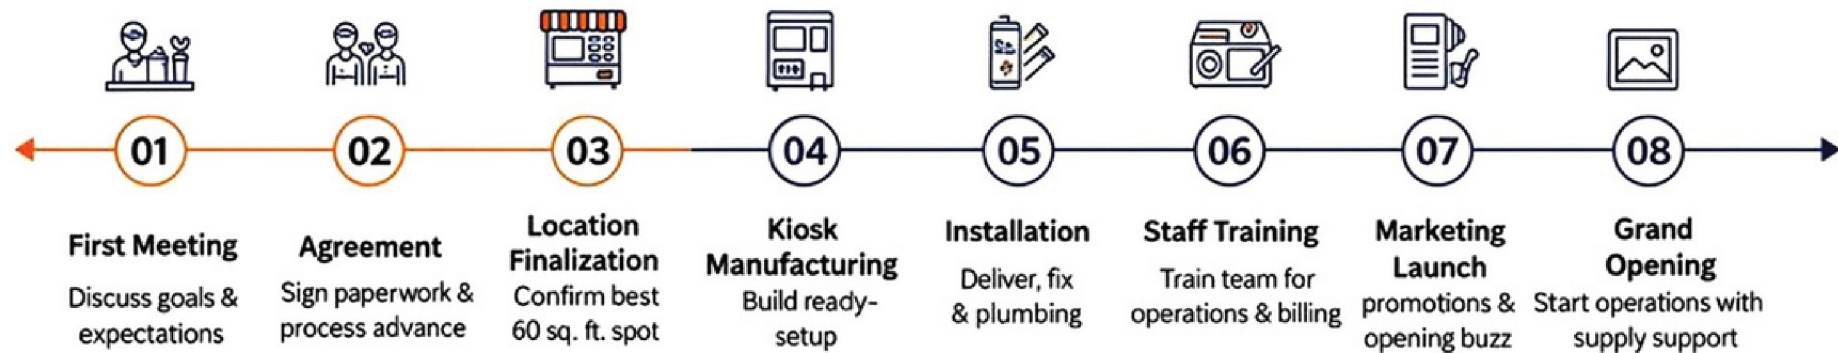 01
First Meeting
Discuss goals &
expectations
02
Agreement
Sign paperwork &
process advance
03
Location
Finalization
Confirm best
60 sq. ft. spot
04
Kiosk
Manufacturing
Build ready-
setup
05
Installation
Deliver, fix
& plumbing
06
Staff Training
Train team for
operations & billing
07
Marketing
Launch
promotions &
opening buzz
08
Grand
Opening
Start operations with
supply support